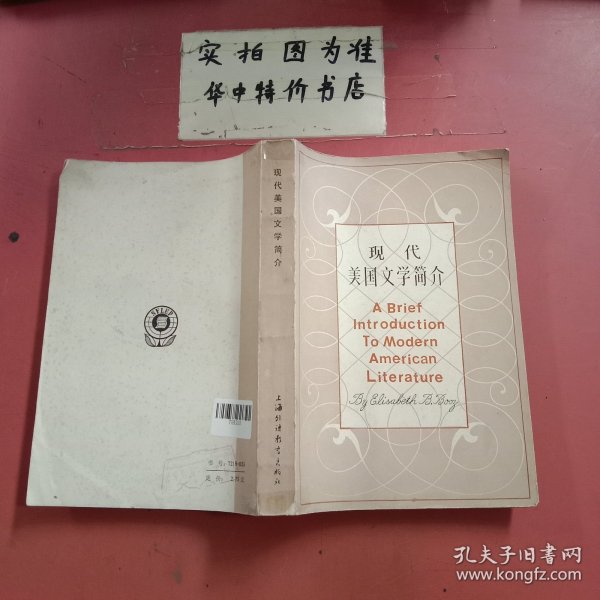 实拍图为准
华中特价书店
现代美国文学简介
上海外语教育出版社
现代
美国文学简介
A Brief
Introduction
To Modern
American
Literature
By Elisabeth B. Booz
孔夫子旧书网
www.kongfz.com